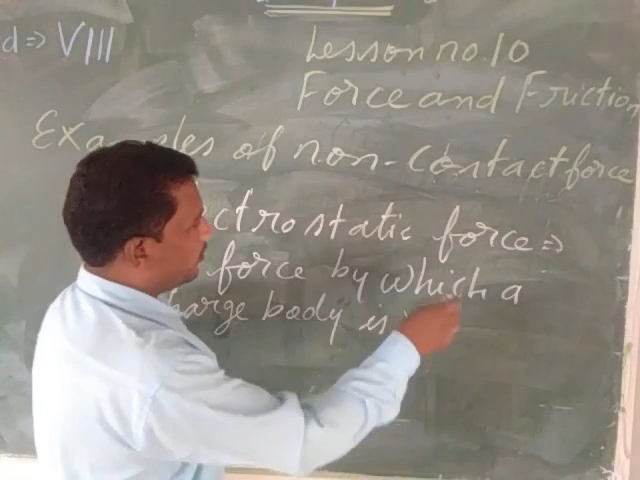 d ⇒ VIII
Lesson no. 10
Force and Friction
Examples of non-contact force
ctrostatic force ⇒
force by which a
harge body is